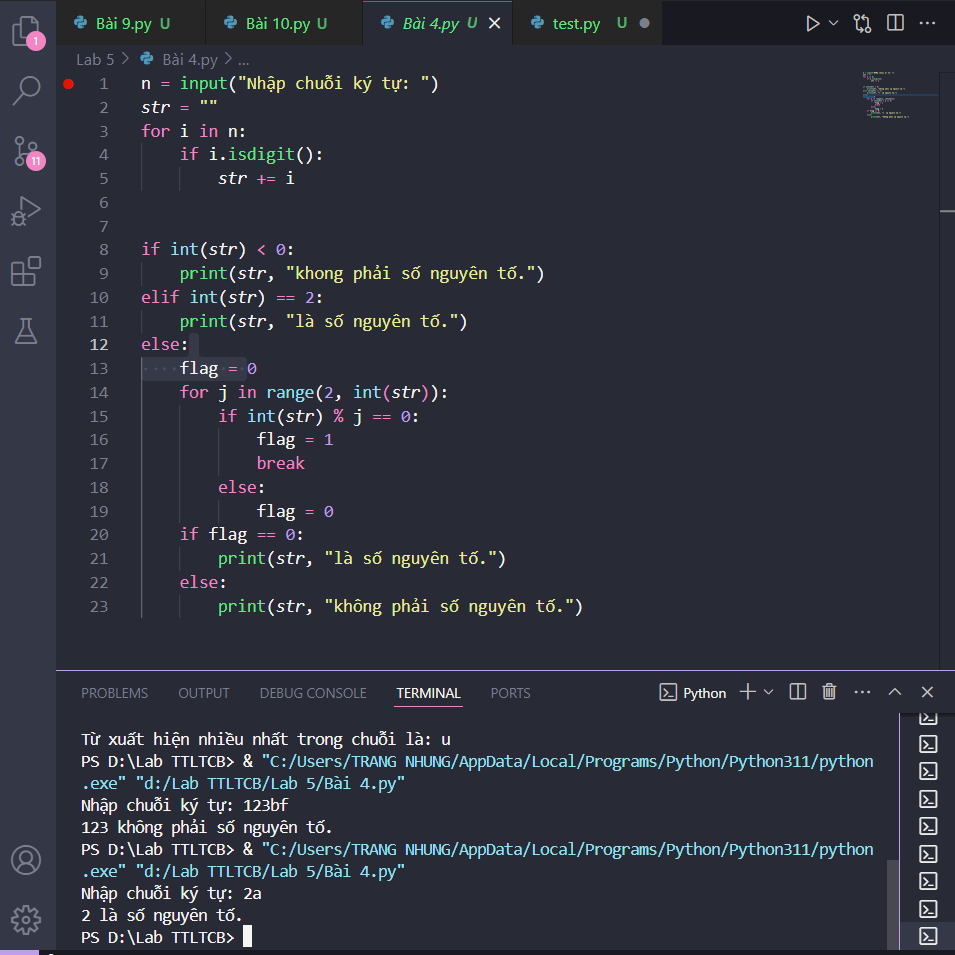 Bài 9.py U Bài 10.py U Bài 4.py U test.py U
1
Lab 5 > Bài 4.py > ...
1 n = input("Nhập chuỗi ký tự: ")
2 str = ""
3 for i in n:
4 if i.isdigit():
5 str += i
6
7
8 if int(str) < 0:
9 print(str, "khong phải số nguyên tố.")
10 elif int(str) == 2:
11 print(str, "là số nguyên tố.")
12 else:
13 flag = 0
14 for j in range(2, int(str)):
15 if int(str) % j == 0:
16 flag = 1
17 break
18 else:
19 flag = 0
20 if flag == 0:
21 print(str, "là số nguyên tố.")
22 else:
23 print(str, "không phải số nguyên tố.")
11
PROBLEMS OUTPUT DEBUG CONSOLE TERMINAL PORTS Python
Từ xuất hiện nhiều nhất trong chuỗi là: u
PS D:\Lab TTLTCB> & "C:/Users/TRANG NHUNG/AppData/Local/Programs/Python/Python311/python
.exe" "d:/Lab TTLTCB/Lab 5/Bài 4.py"
Nhập chuỗi ký tự: 123bf
123 không phải số nguyên tố.
PS D:\Lab TTLTCB> & "C:/Users/TRANG NHUNG/AppData/Local/Programs/Python/Python311/python
.exe" "d:/Lab TTLTCB/Lab 5/Bài 4.py"
Nhập chuỗi ký tự: 2a
2 là số nguyên tố.
PS D:\Lab TTLTCB>